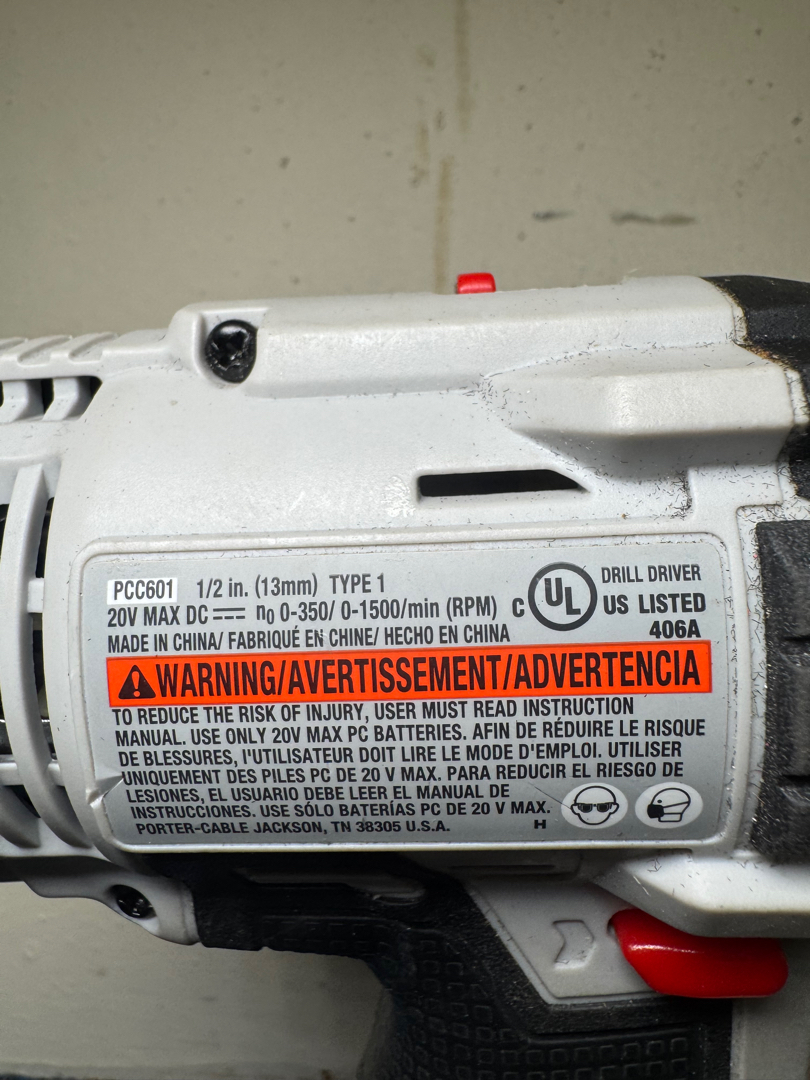 PCC601 1/2 in. (13mm) TYPE 1
20V MAX DC n0 0-350/ 0-1500/min (RPM)
MADE IN CHINA/ FABRIQUÉ EN CHINE/ HECHO EN CHINA
C UL US LISTED
DRILL DRIVER
406A
WARNING/AVERTISSEMENT/ADVERTENCIA
TO REDUCE THE RISK OF INJURY, USER MUST READ INSTRUCTION
MANUAL. USE ONLY 20V MAX PC BATTERIES. AFIN DE RÉDUIRE LE RISQUE
DE BLESSURES, l'UTILISATEUR DOIT LIRE LE MODE D'EMPLOI. UTILISER
UNIQUEMENT DES PILES PC DE 20 V MAX. PARA REDUCIR EL RIESGO DE
LESIONES, EL USUARIO DEBE LEER EL MANUAL DE
INSTRUCCIONES. USE SÓLO BATERÍAS PC DE 20 V MAX.
PORTER-CABLE JACKSON, TN 38305 U.S.A. H